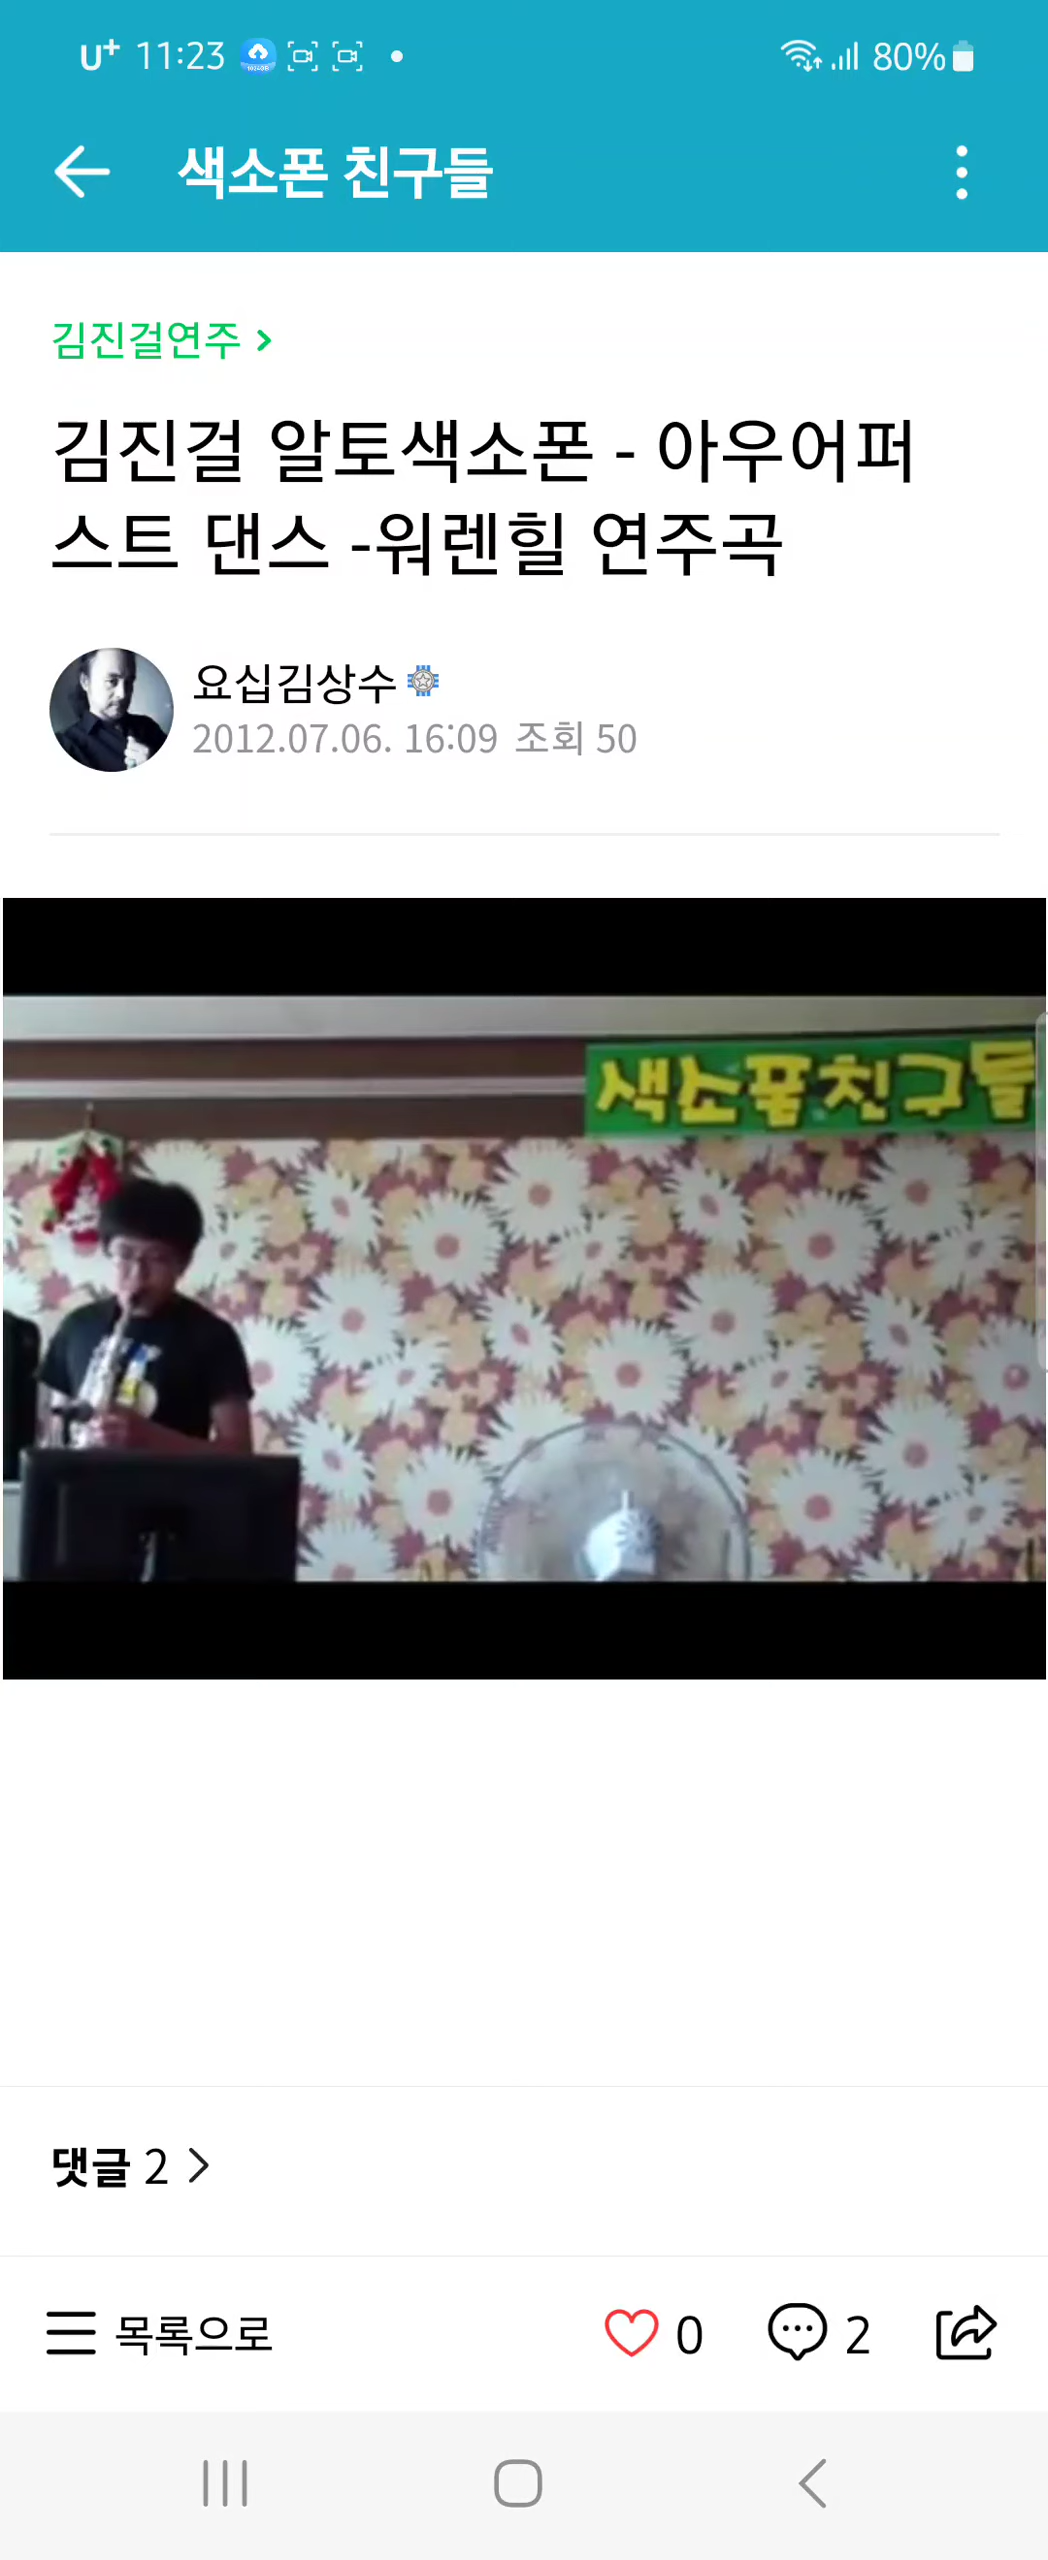 U+ 11:23 80%
색소폰 친구들
김진걸연주 >
김진걸 알토색소폰 - 아우어퍼
스트 댄스 -워렌힐 연주곡
요십김상수
2012.07.06. 16:09 조회 50
색소폰친구들
댓글 2 >
목록으로 0 2